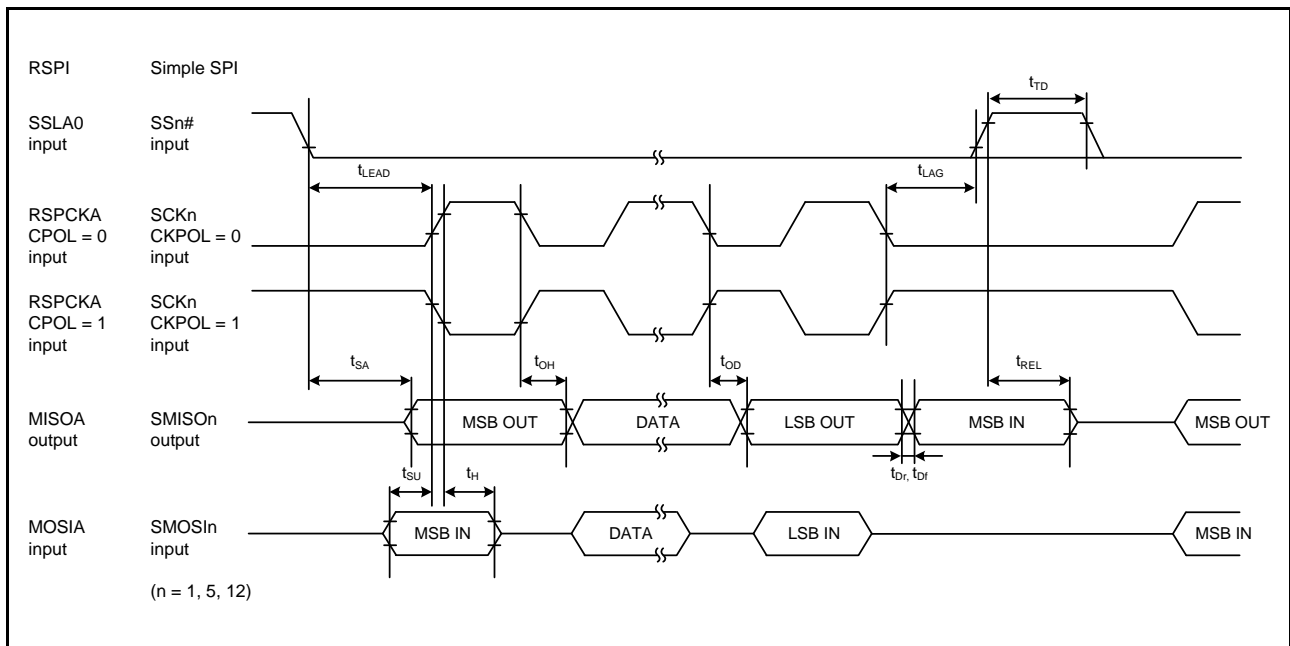 RSPI Simple SPI
tTD
SSLA0 SSn#
input input
tLEAD tLAG
RSPCKA SCKn
CPOL = 0 CKPOL = 0
input input
RSPCKA SCKn
CPOL = 1 CKPOL = 1
input input
tSA tOH tOD tREL
MISOA SMISOn MSB OUT DATA LSB OUT MSB IN MSB OUT
output output
tSU tH tDr, tDf
MOSIA SMOSIn MSB IN DATA LSB IN MSB IN
input input
(n = 1, 5, 12)